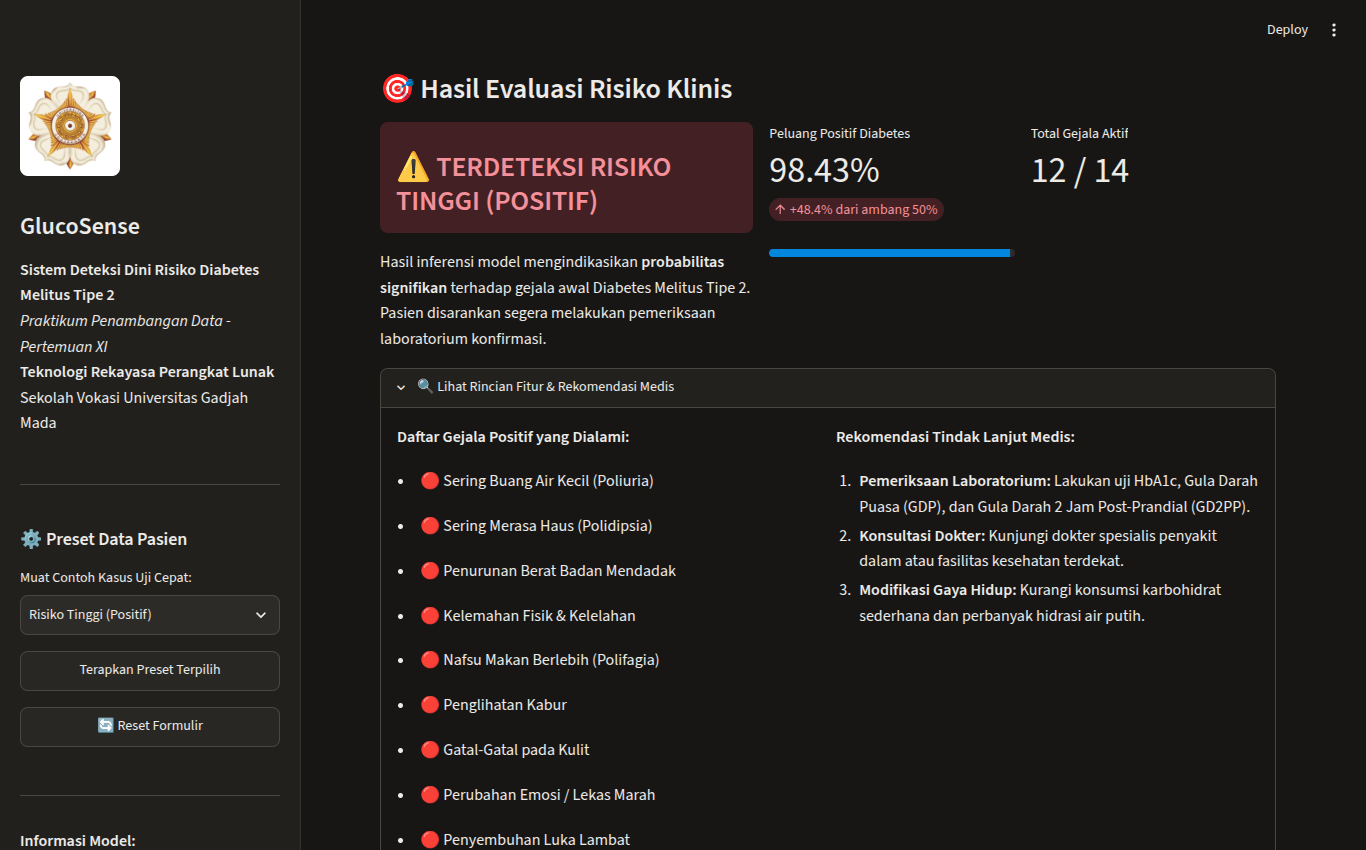 Deploy
GlucoSense
Sistem Deteksi Dini Risiko Diabetes
Melitus Tipe 2
Praktikum Penambangan Data -
Pertemuan XI
Teknologi Rekayasa Perangkat Lunak
Sekolah Vokasi Universitas Gadjah
Mada
Preset Data Pasien
Muat Contoh Kasus Uji Cepat:
Risiko Tinggi (Positif)
Terapkan Preset Terpilih
Reset Formulir
Informasi Model:
Hasil Evaluasi Risiko Klinis
TERDETEKSI RISIKO
TINGGI (POSITIF)
Hasil inferensi model mengindikasikan probabilitas
signifikan terhadap gejala awal Diabetes Melitus Tipe 2.
Pasien disarankan segera melakukan pemeriksaan
laboratorium konfirmasi.
Peluang Positif Diabetes
98.43%
↑ +48.4% dari ambang 50%
Total Gejala Aktif
12 / 14
Lihat Rincian Fitur & Rekomendasi Medis
Daftar Gejala Positif yang Dialami:
Sering Buang Air Kecil (Poliuria)
Sering Merasa Haus (Polidipsia)
Penurunan Berat Badan Mendadak
Kelemahan Fisik & Kelelahan
Nafsu Makan Berlebih (Polifagia)
Penglihatan Kabur
Gatal-Gatal pada Kulit
Perubahan Emosi / Lekas Marah
Penyembuhan Luka Lambat
Rekomendasi Tindak Lanjut Medis:
1. Pemeriksaan Laboratorium: Lakukan uji HbA1c, Gula Darah
Puasa (GDP), dan Gula Darah 2 Jam Post-Prandial (GD2PP).
2. Konsultasi Dokter: Kunjungi dokter spesialis penyakit
dalam atau fasilitas kesehatan terdekat.
3. Modifikasi Gaya Hidup: Kurangi konsumsi karbohidrat
sederhana dan perbanyak hidrasi air putih.